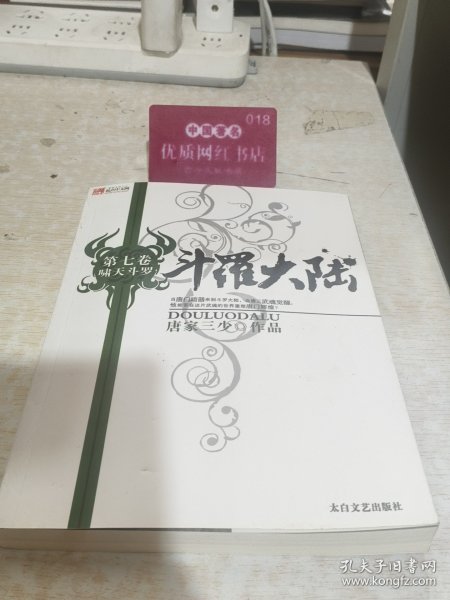 018
中国著名
优质网红书店
第七卷
啸天斗罗
斗羅大陆
DOULUODALU
唐家三少 作品
太白文艺出版社
孔夫子旧书网
www.kongfz.com